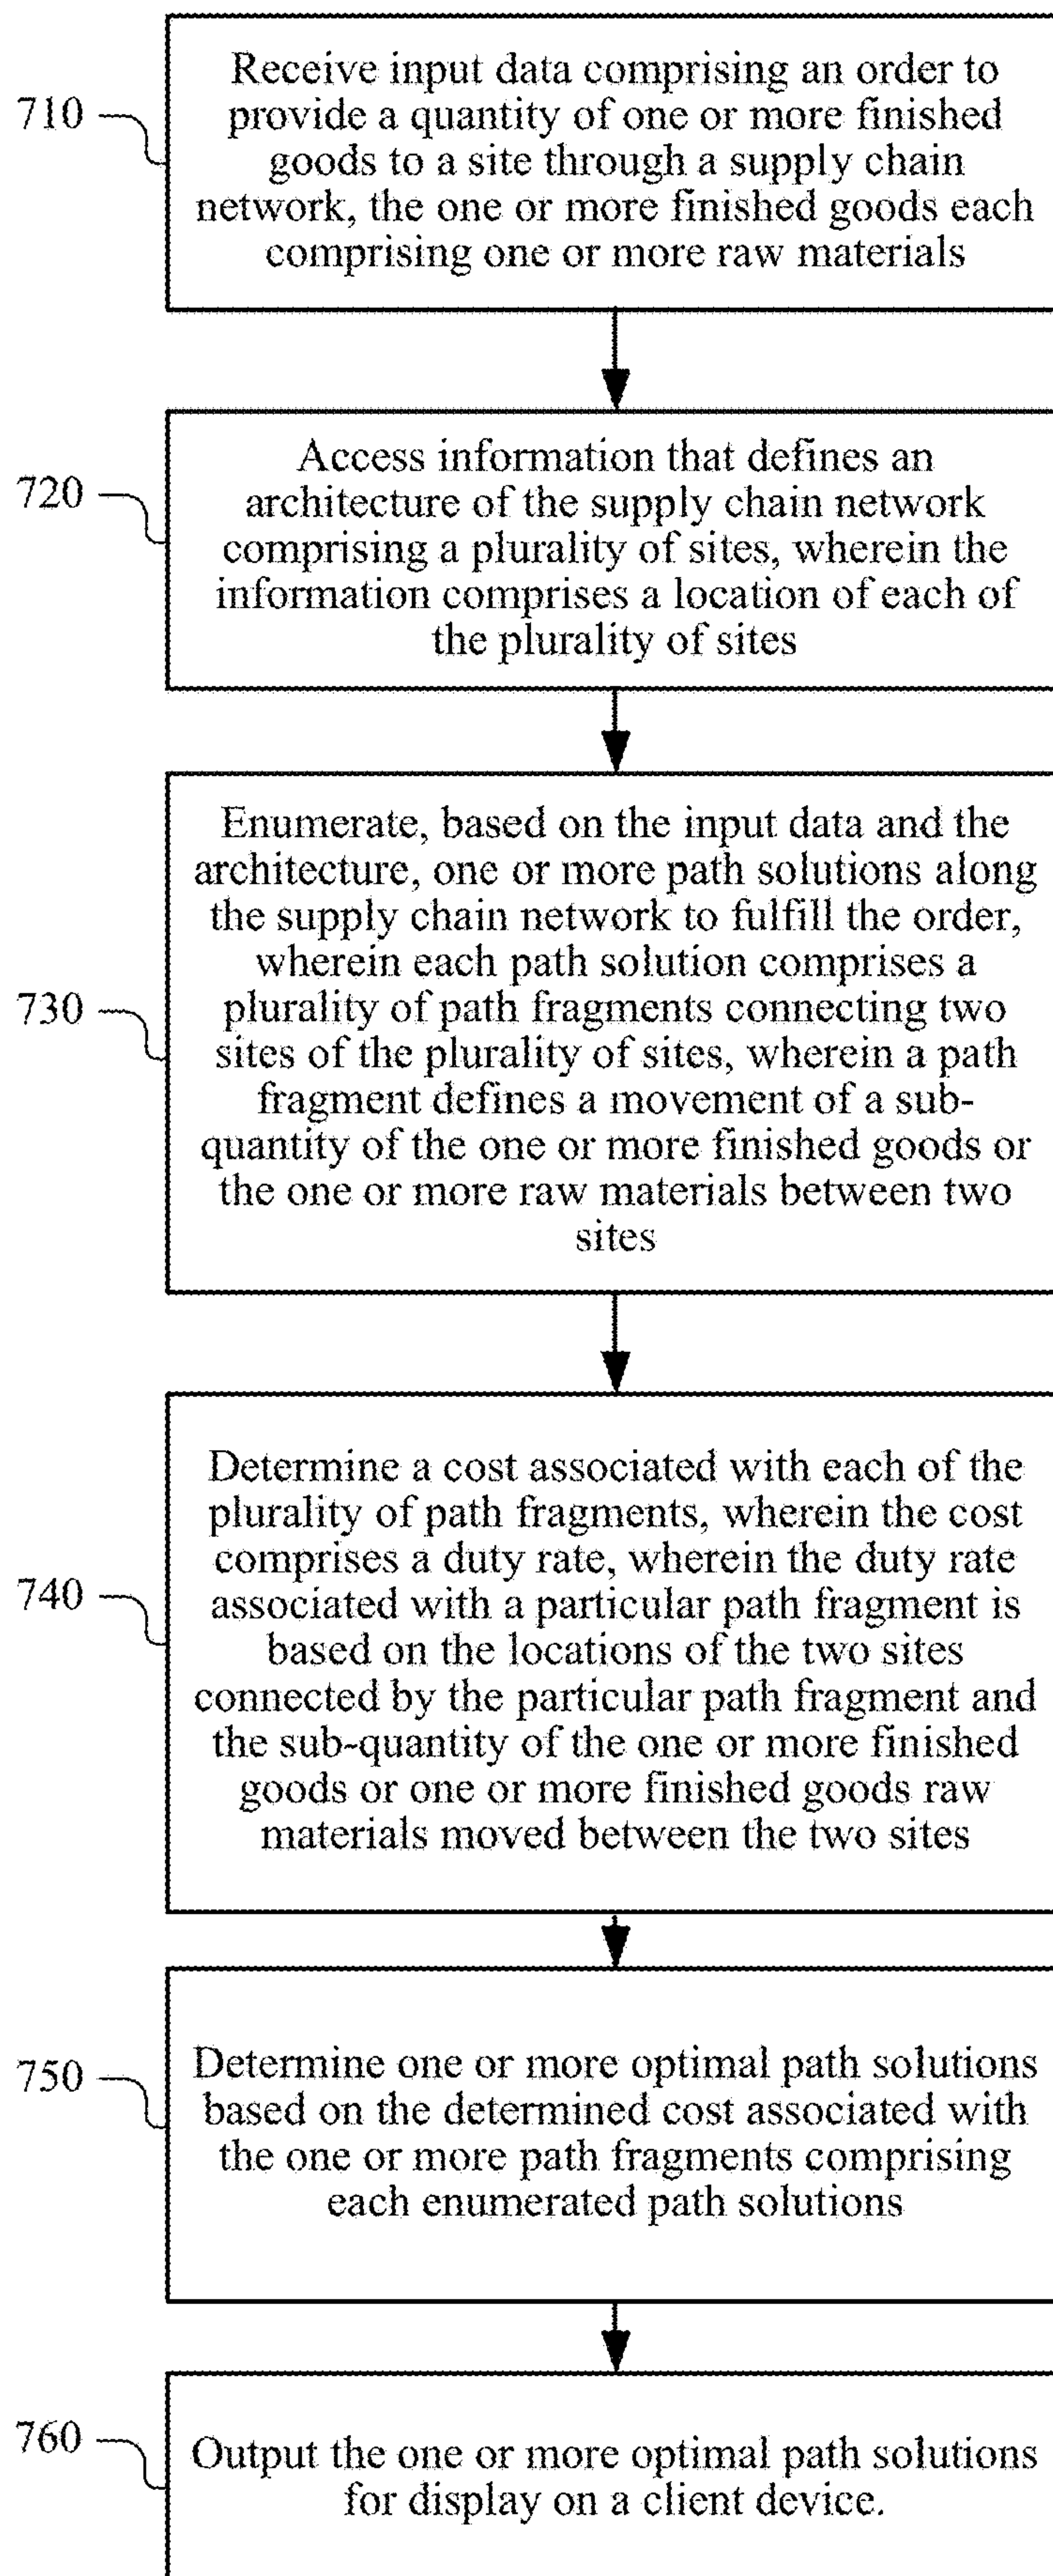 710
Receive input data comprising an order to
provide a quantity of one or more finished
goods to a site through a supply chain
network, the one or more finished goods each
comprising one or more raw materials
720
Access information that defines an
architecture of the supply chain network
comprising a plurality of sites, wherein the
information comprises a location of each of
the plurality of sites
730
Enumerate, based on the input data and the
architecture, one or more path solutions along
the supply chain network to fulfill the order,
wherein each path solution comprises a
plurality of path fragments connecting two
sites of the plurality of sites, wherein a path
fragment defines a movement of a sub-
quantity of the one or more finished goods or
the one or more raw materials between two
sites
740
Determine a cost associated with each of the
plurality of path fragments, wherein the cost
comprises a duty rate, wherein the duty rate
associated with a particular path fragment is
based on the locations of the two sites
connected by the particular path fragment and
the sub-quantity of the one or more finished
goods or one or more finished goods raw
materials moved between the two sites
750
Determine one or more optimal path solutions
based on the determined cost associated with
the one or more path fragments comprising
each enumerated path solutions
760
Output the one or more optimal path solutions
for display on a client device.